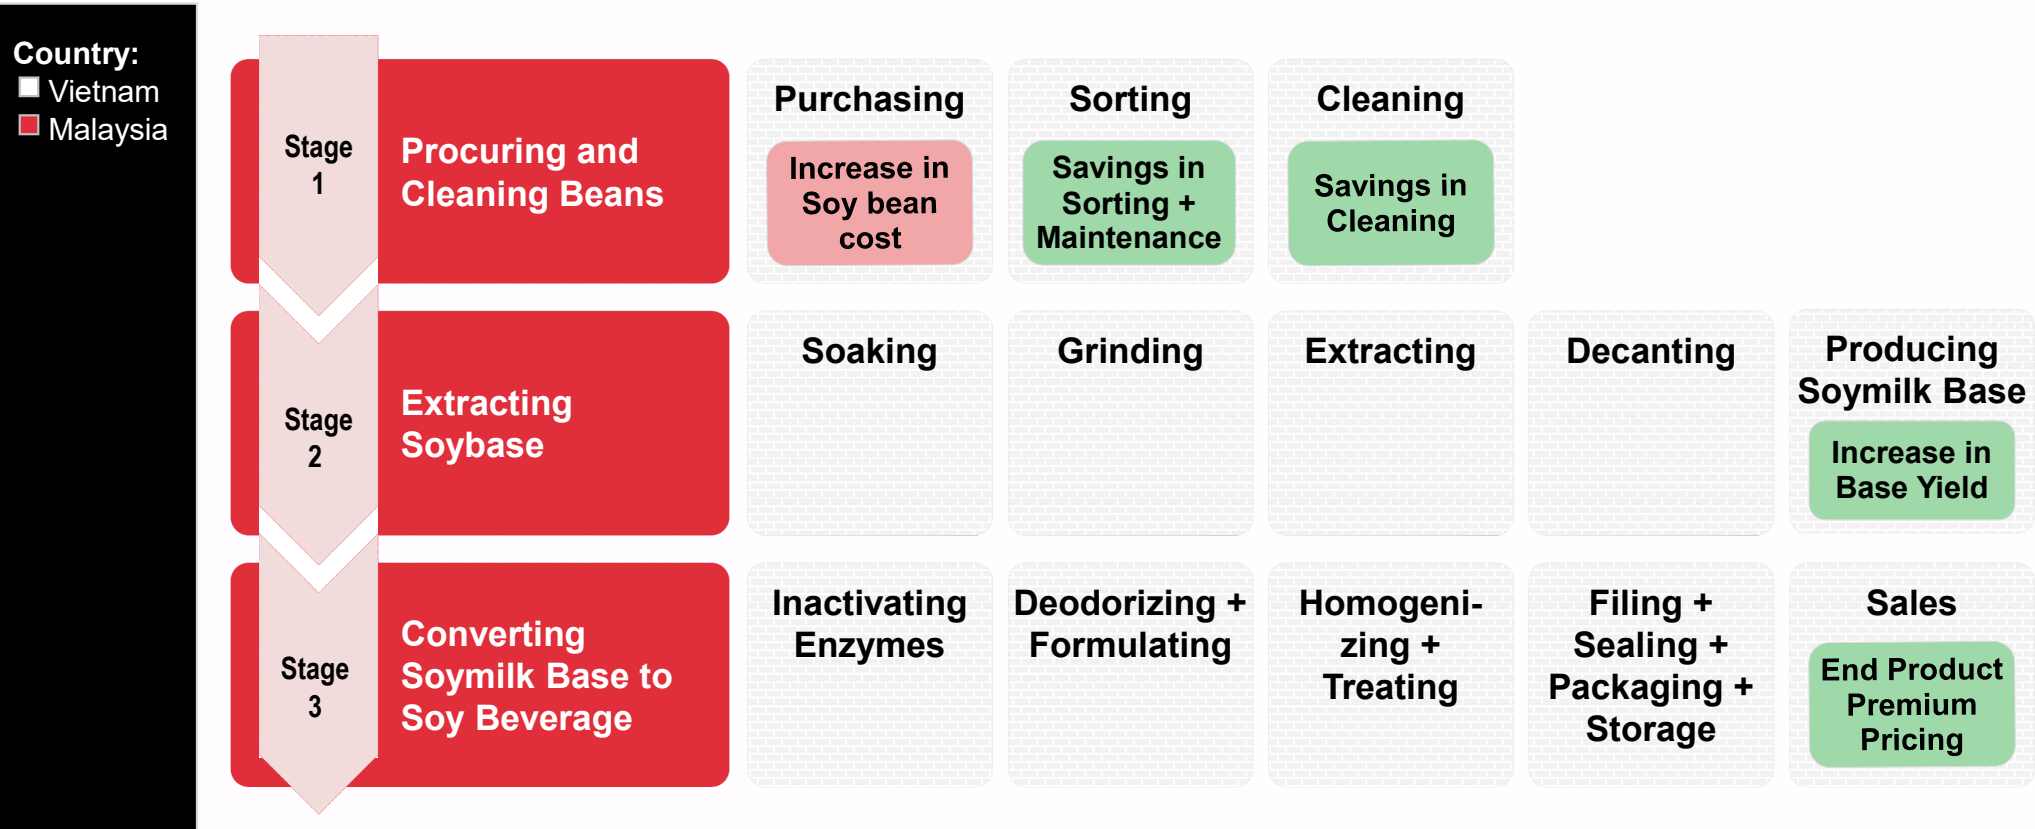 Country:
Vietnam
Malaysia
Stage
1
Procuring and
Cleaning Beans
Purchasing
Increase in
Soy bean
cost
Sorting
Savings in
Sorting +
Maintenance
Cleaning
Savings in
Cleaning
Stage
2
Extracting
Soybase
Soaking
Grinding
Extracting
Decanting
Producing
Soymilk Base
Increase in
Base Yield
Stage
3
Converting
Soymilk Base to
Soy Beverage
Inactivating
Enzymes
Deodorizing +
Formulating
Homogeni-
zing +
Treating
Filing +
Sealing +
Packaging +
Storage
Sales
End Product
Premium
Pricing